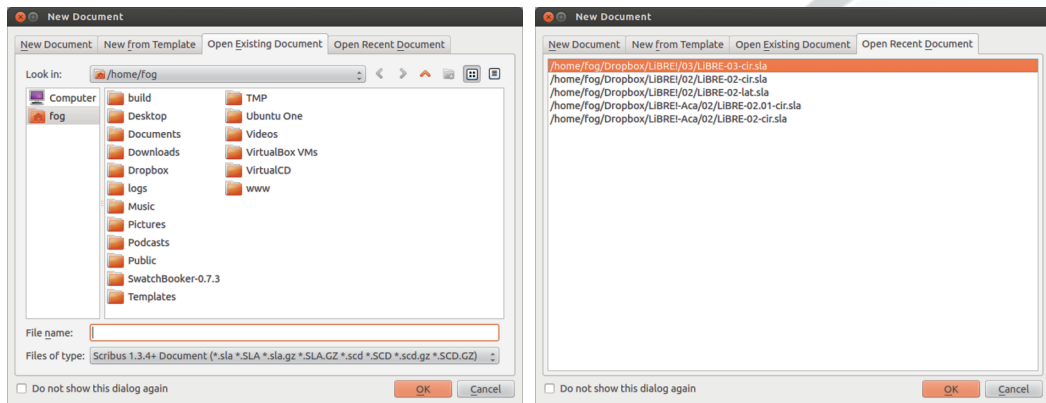 New Document
New Document New from Template Open Existing Document Open Recent Document
Look in: /home/fog
Computer
fog
build
Desktop
Documents
Downloads
Dropbox
logs
Music
Pictures
Podcasts
Public
SwatchBooker-0.7.3
Templates
TMP
Ubuntu One
Videos
VirtualBox VMs
VirtualCD
www
File name:
Files of type: Scribus 1.3.4+ Document (*.sla *.SLA *.sla.gz *.SLA.GZ *.scd *.SCD *.scd.gz *.SCD.GZ)
Do not show this dialog again OK Cancel
New Document
New Document New from Template Open Existing Document Open Recent Document
/home/fog/Dropbox/LiBRE!/03/LiBRE-03-cir.sla
/home/fog/Dropbox/LiBRE!/02/LiBRE-02-cir.sla
/home/fog/Dropbox/LiBRE!/02/LiBRE-02-lat.sla
/home/fog/Dropbox/LiBRE!-Aca/02/LiBRE-02.01-cir.sla
/home/fog/Dropbox/LiBRE!-Aca/02/LiBRE-02-cir.sla
Do not show this dialog again OK Cancel